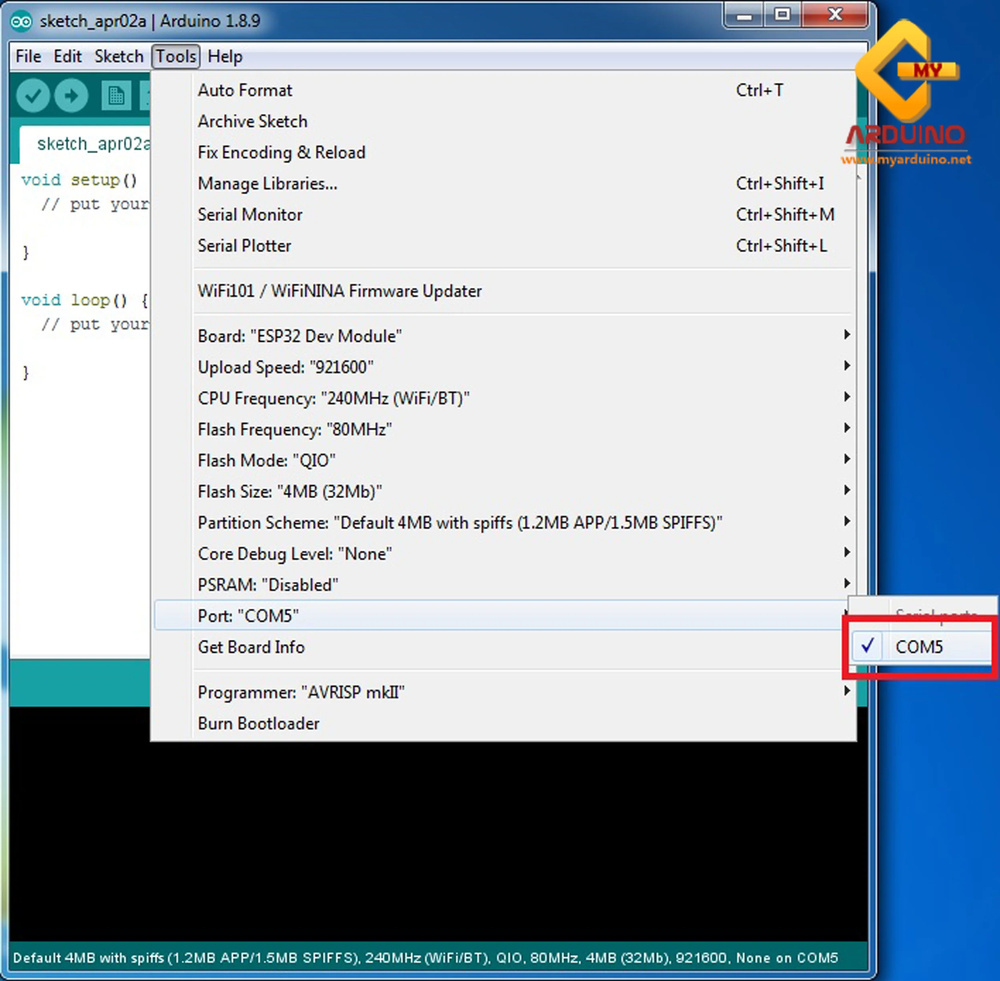 sketch_apr02a | Arduino 1.8.9
File Edit Sketch Tools Help
MY
ARDUINO
www.myarduino.net
sketch_apr02a
void setup()
// put your
}
void loop() {
// put your
}
Auto Format Ctrl+T
Archive Sketch
Fix Encoding & Reload
Manage Libraries... Ctrl+Shift+I
Serial Monitor Ctrl+Shift+M
Serial Plotter Ctrl+Shift+L
WiFi101 / WiFiNINA Firmware Updater
Board: "ESP32 Dev Module"
Upload Speed: "921600"
CPU Frequency: "240MHz (WiFi/BT)"
Flash Frequency: "80MHz"
Flash Mode: "QIO"
Flash Size: "4MB (32Mb)"
Partition Scheme: "Default 4MB with spiffs (1.2MB APP/1.5MB SPIFFS)"
Core Debug Level: "None"
PSRAM: "Disabled"
Port: "COM5"
Serial ports
COM5
Get Board Info
Programmer: "AVRISP mkII"
Burn Bootloader
Default 4MB with spiffs (1.2MB APP/1.5MB SPIFFS), 240MHz (WiFi/BT), QIO, 80MHz, 4MB (32Mb), 921600, None on COM5